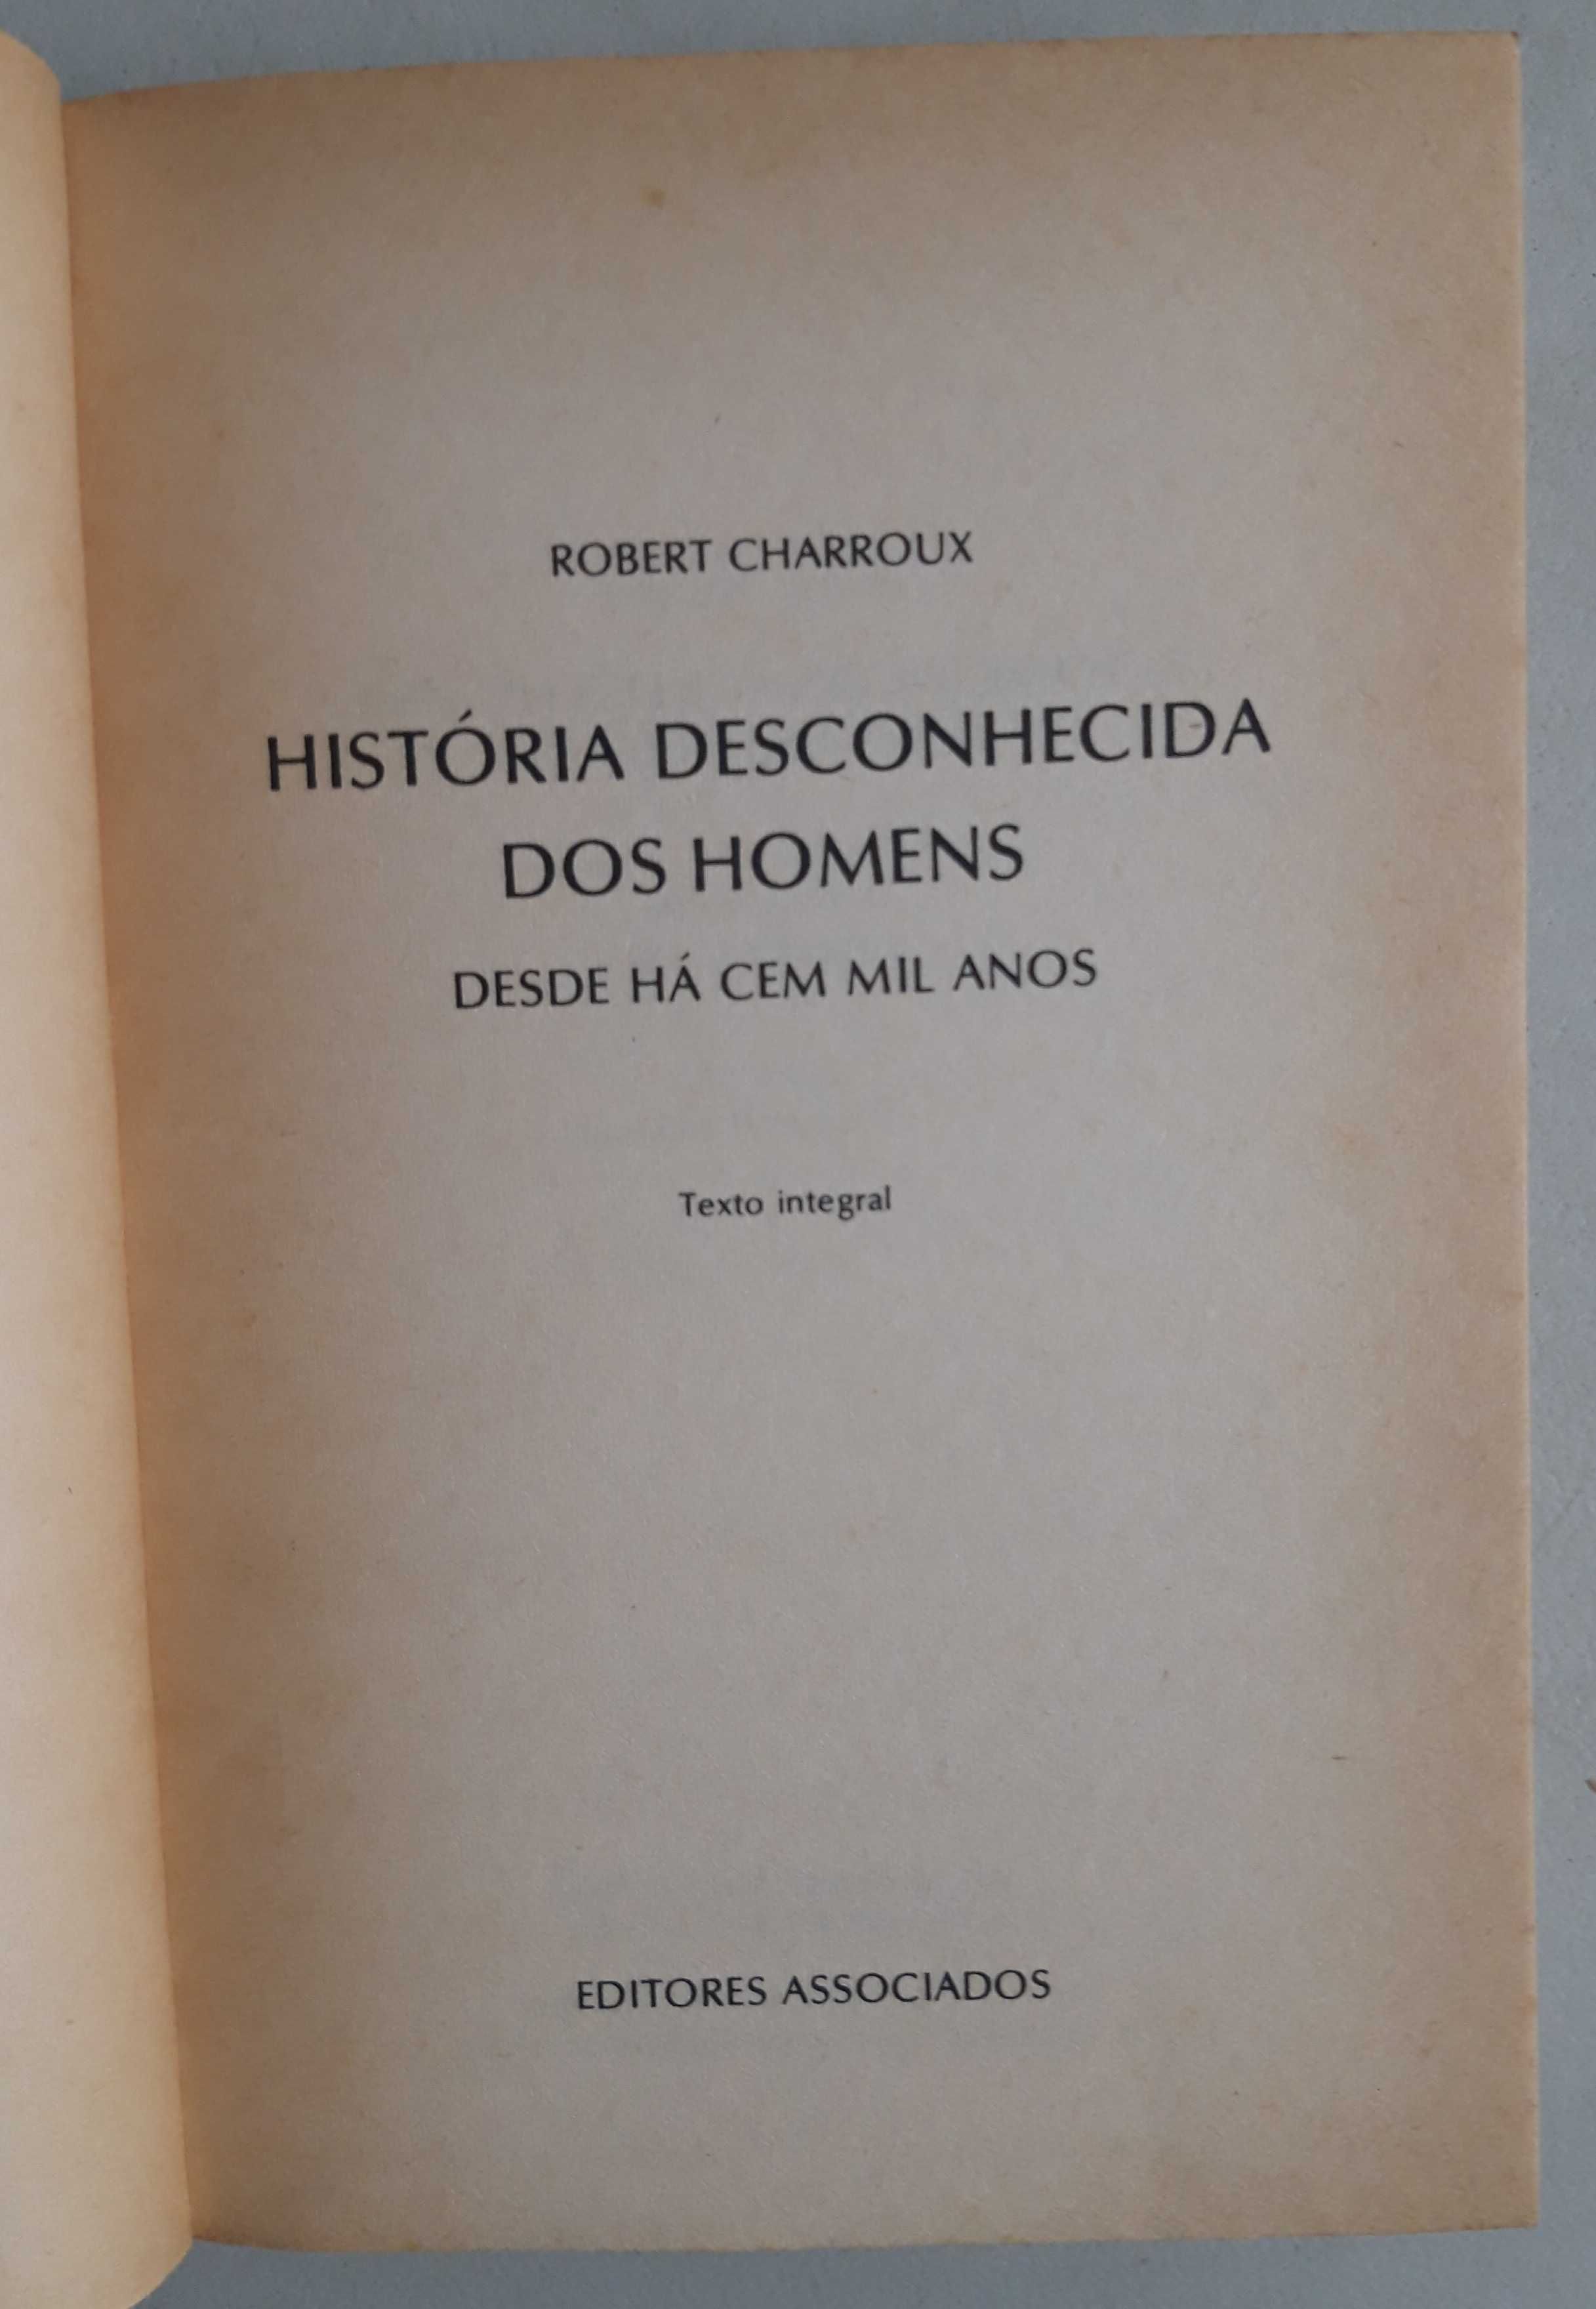 ROBERT CHARROUX
HISTÓRIA DESCONHECIDA
DOS HOMENS
DESDE HÁ CEM MIL ANOS
Texto integral
EDITORES ASSOCIADOS